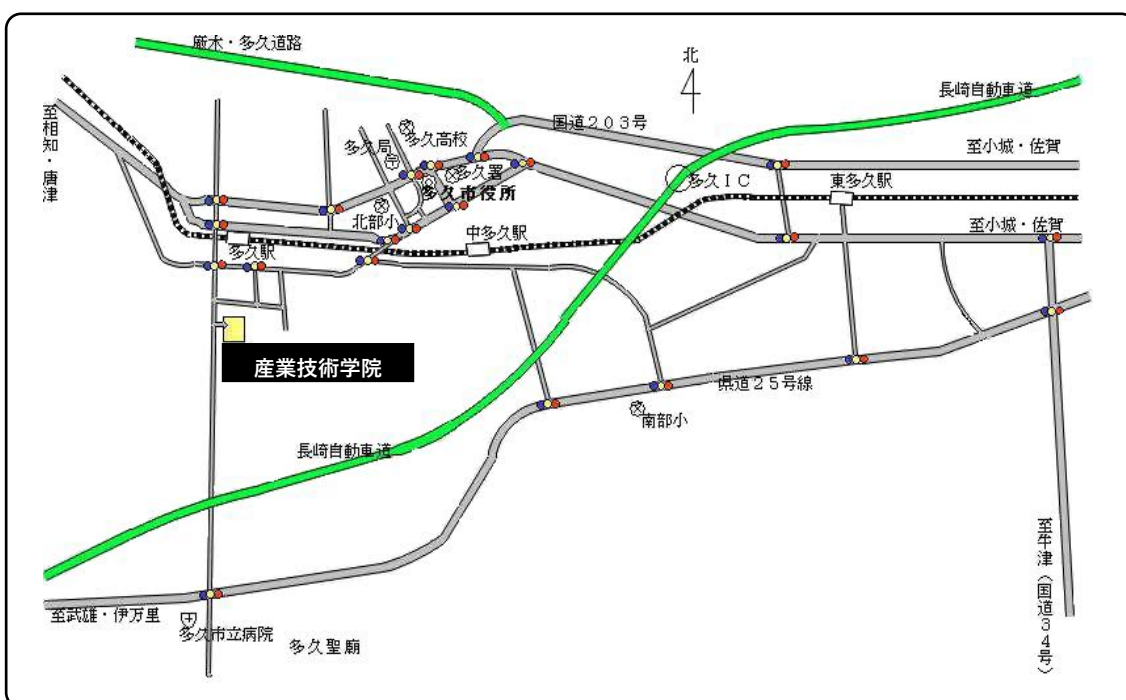 厳木・多久道路
北
長崎自動車道
至相知・唐津
多久高校
国道203号
多久局
至小城・佐賀
多久署
多久IC
多久市役所
東多久駅
北部小
中多久駅
至小城・佐賀
多久駅
産業技術学院
県道25号線
南部小
長崎自動車道
至牛津(国道34号)
至武雄・伊万里
多久市立病院
多久聖廟